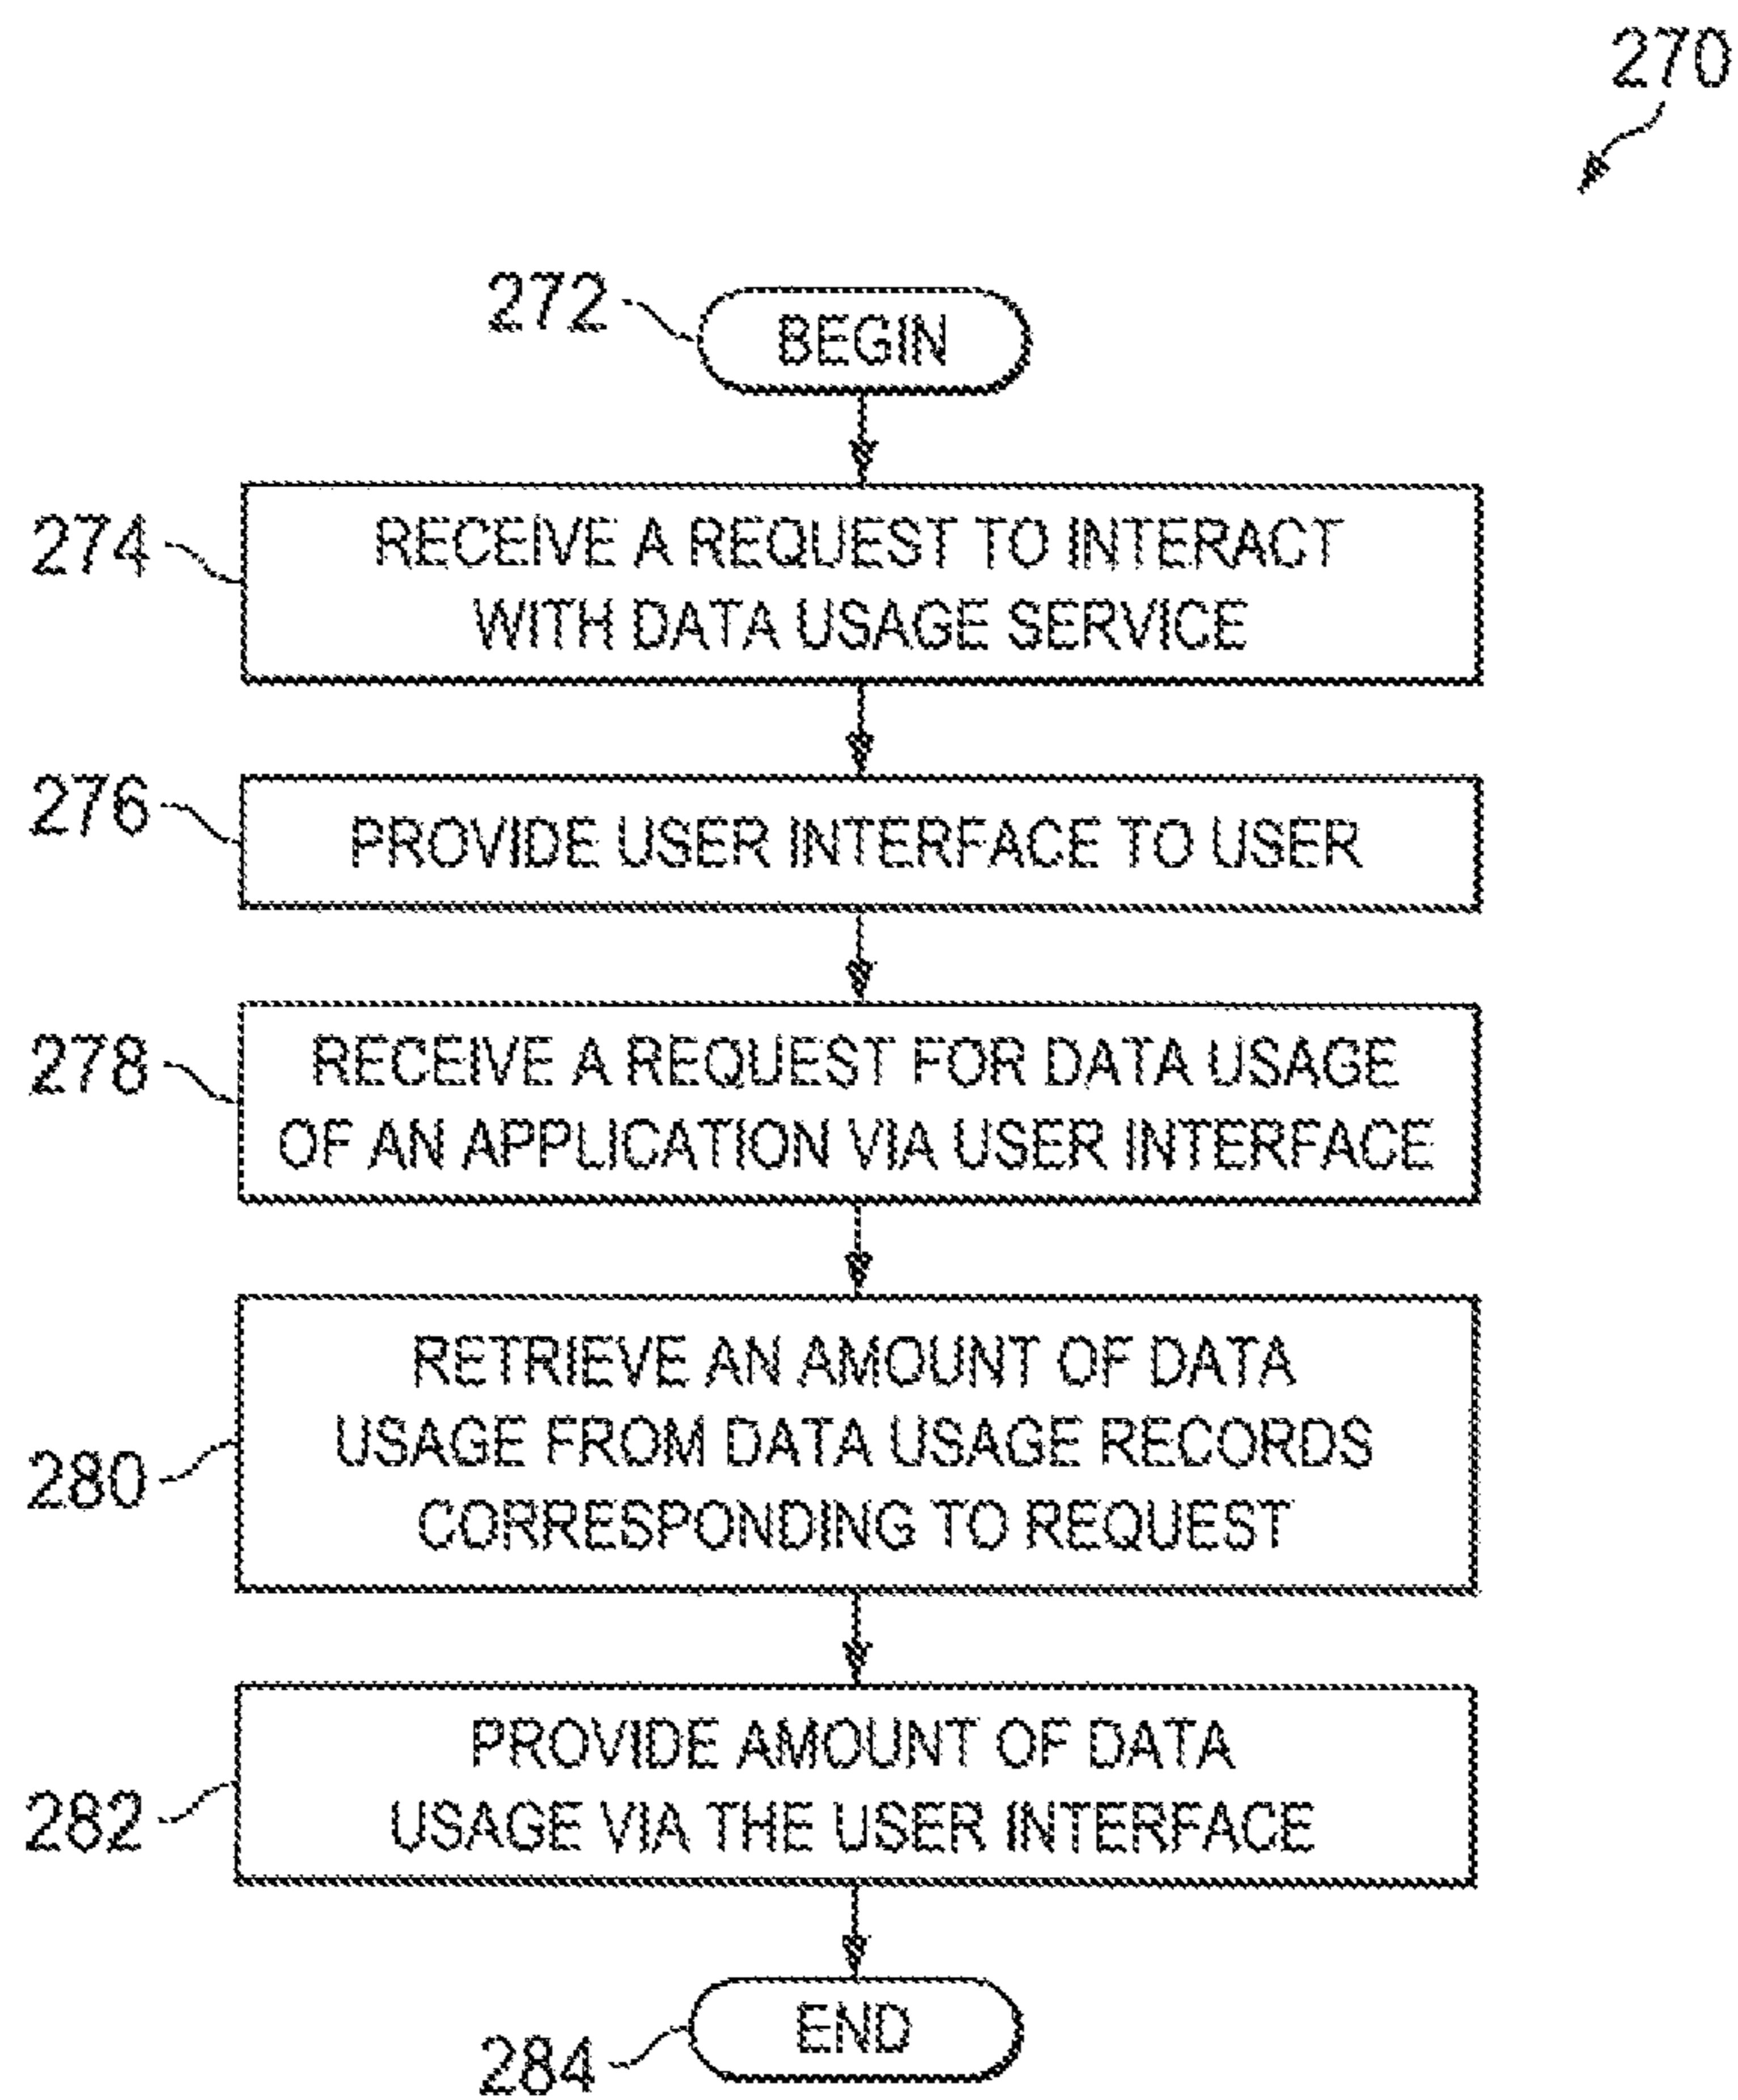 270
272
BEGIN
274
RECEIVE A REQUEST TO INTERACT
WITH DATA USAGE SERVICE
276
PROVIDE USER INTERFACE TO USER
278
RECEIVE A REQUEST FOR DATA USAGE
OF AN APPLICATION VIA USER INTERFACE
280
RETRIEVE AN AMOUNT OF DATA
USAGE FROM DATA USAGE RECORDS
CORRESPONDING TO REQUEST
282
PROVIDE AMOUNT OF DATA
USAGE VIA THE USER INTERFACE
284
END